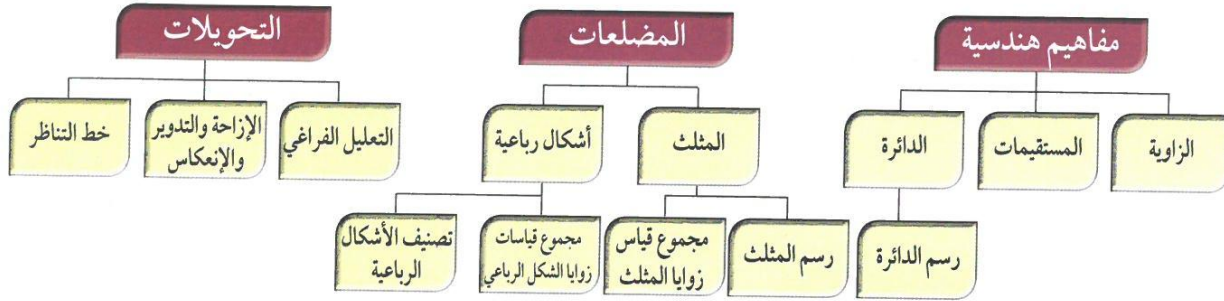 مفاهيم هندسية
الزاوية
المستقيمات
الدائرة
رسم الدائرة
المضلعات
المثلث
أشكال رباعية
رسم المثلث
مجموع قياس
زوايا المثلث
مجموع قياسات
زوايا الشكل الرباعي
تصنيف الأشكال
الرباعية
التحويلات
التعليل الفراغي
الإزاحة والتدوير
والإنعكاس
خط التناظر